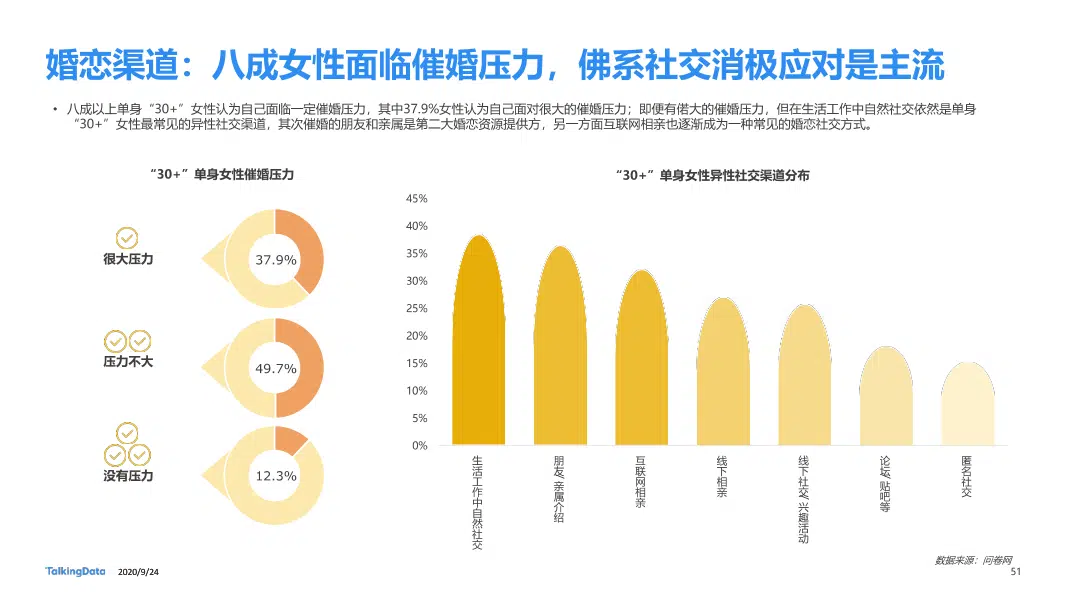 婚恋渠道：八成女性面临催婚压力，佛系社交消极应对是主流
• 八成以上单身“30+”女性认为自己面临一定催婚压力，其中37.9%女性认为自己面对很大的催婚压力；即便有偌大的催婚压力，但在生活工作中自然社交依然是单身
“30+”女性最常见的异性社交渠道，其次催婚的朋友和亲属是第二大婚恋资源提供方，另一方面互联网相亲也逐渐成为一种常见的婚恋社交方式。
“30+”单身女性催婚压力
很大压力
37.9%
压力不大
49.7%
没有压力
12.3%
“30+”单身女性异性社交渠道分布
45%
40%
35%
30%
25%
20%
15%
10%
5%
0%
生活工作中自然社交
朋友/亲属介绍
互联网相亲
线下相亲
线下社交/兴趣活动
论坛/贴吧等
匿名社交
数据来源：问卷网
TalkingData
2020/9/24
51